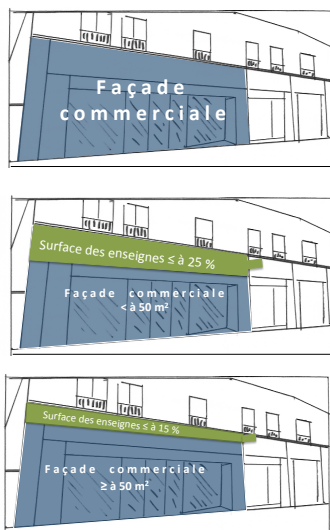 Façade
commerciale
Surface des enseignes ≤ à 25 %
Façade commerciale
< à 50 m²
Surface des enseignes ≤ à 15 %
Façade commerciale
≥ à 50 m²